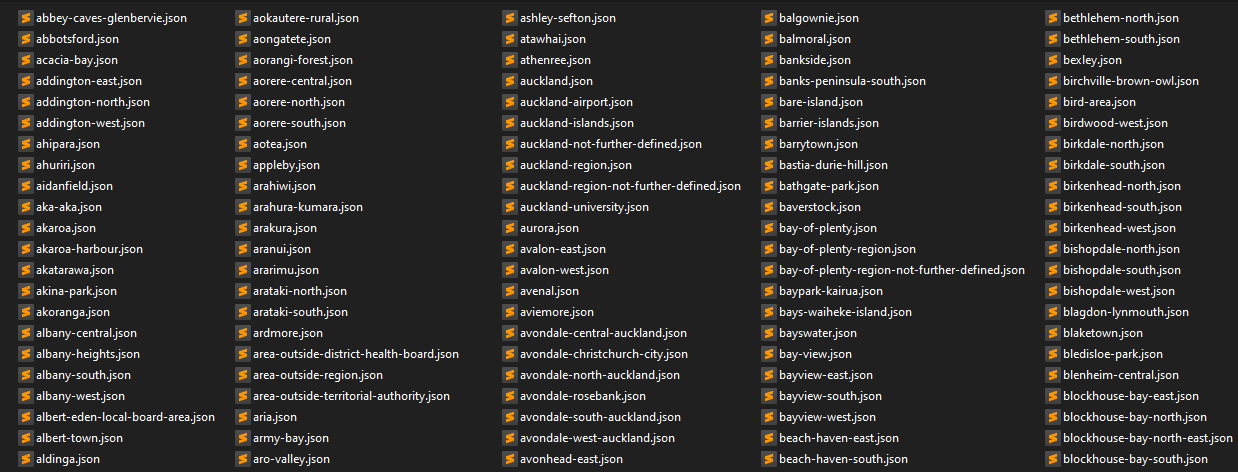 abbey-caves-glenbervie.json
abbotsford.json
acacia-bay.json
addington-east.json
addington-north.json
addington-west.json
ahipara.json
ahuriri.json
aidanfield.json
aka-aka.json
akaroa.json
akaroa-harbour.json
akatarawa.json
akina-park.json
akoranga.json
albany-central.json
albany-heights.json
albany-south.json
albany-west.json
albert-eden-local-board-area.json
albert-town.json
aldinga.json
aokautere-rural.json
aongatete.json
aorangi-forest.json
aorere-central.json
aorere-north.json
aorere-south.json
aotea.json
appleby.json
arahiwi.json
arahura-kumara.json
arakura.json
aranui.json
ararimu.json
arataki-north.json
arataki-south.json
ardmore.json
area-outside-district-health-board.json
area-outside-region.json
area-outside-territorial-authority.json
aria.json
army-bay.json
aro-valley.json
ashley-sefton.json
atawhai.json
athenree.json
auckland.json
auckland-airport.json
auckland-islands.json
auckland-not-further-defined.json
auckland-region.json
auckland-region-not-further-defined.json
auckland-university.json
aurora.json
avalon-east.json
avalon-west.json
avenal.json
aviemore.json
avondale-central-auckland.json
avondale-christchurch-city.json
avondale-north-auckland.json
avondale-rosebank.json
avondale-south-auckland.json
avondale-west-auckland.json
avonhead-east.json
balgownie.json
balmoral.json
bankside.json
banks-peninsula-south.json
bare-island.json
barrier-islands.json
barrytown.json
bastia-durie-hill.json
bathgate-park.json
baverstock.json
bay-of-plenty.json
bay-of-plenty-region.json
bay-of-plenty-region-not-further-defined.json
baypark-kairua.json
bays-waiheke-island.json
bayswater.json
bay-view.json
bayview-east.json
bayview-south.json
bayview-west.json
beach-haven-east.json
beach-haven-south.json
bethlehem-north.json
bethlehem-south.json
bexley.json
birchville-brown-owl.json
bird-area.json
birdwood-west.json
birkdale-north.json
birkdale-south.json
birkenhead-north.json
birkenhead-south.json
birkenhead-west.json
bishopdale-north.json
bishopdale-south.json
bishopdale-west.json
blagdon-lynmouth.json
blaketown.json
bledisloe-park.json
blenheim-central.json
blockhouse-bay-east.json
blockhouse-bay-north.json
blockhouse-bay-north-east.json
blockhouse-bay-south.json